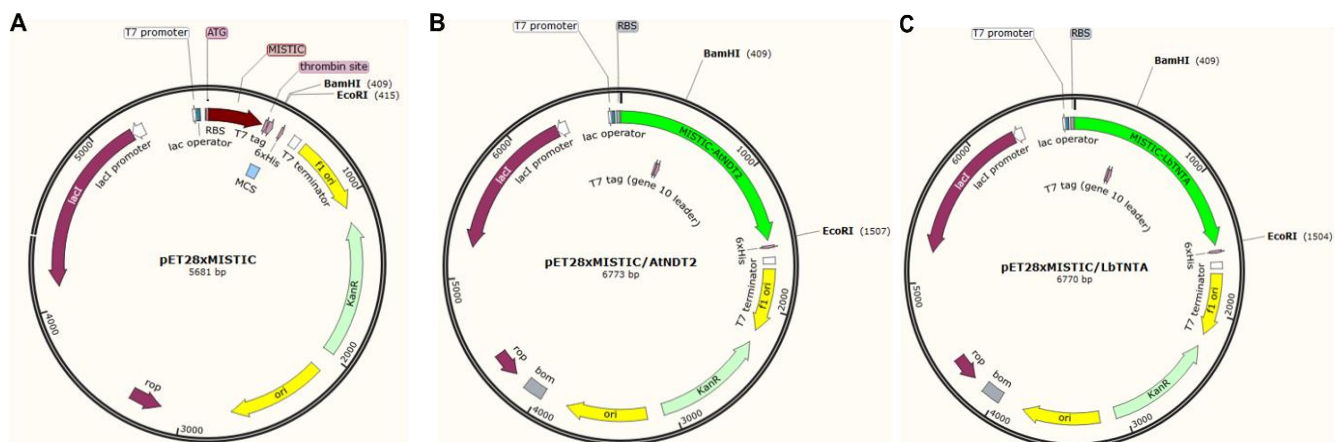 A
T7 promoter
ATG
MISTIC
thrombin site
BamHI (409)
EcoRI (415)
lac operator
RBS
T7 tag
6xHis
MCS
T7 terminator
f1 ori
1000
KanR
2000
ori
3000
rop
4000
lacI
lacI promoter
5000
pET28xMISTIC
5681 bp
B
T7 promoter
RBS
BamHI (409)
lac operator
MISTIC-AtNDT2
1000
T7 tag (gene 10 leader)
EcoRI (1507)
6xHis
T7 terminator
f1 ori
2000
KanR
3000
ori
4000
bom
rop
5000
lacI
lacI promoter
6000
pET28xMISTIC/AtNDT2
6773 bp
C
T7 promoter
RBS
BamHI (409)
lac operator
MISTIC-LbTNTA
1000
T7 tag (gene 10 leader)
EcoRI (1504)
6xHis
T7 terminator
f1 ori
2000
KanR
3000
ori
4000
bom
rop
5000
lacI
lacI promoter
6000
pET28xMISTIC/LbTNTA
6770 bp